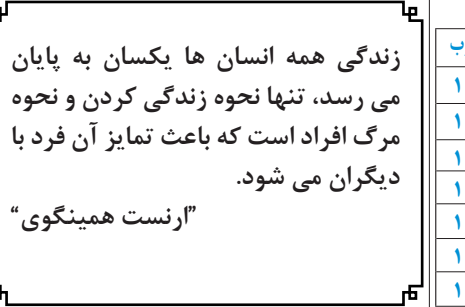 زندگی همه انسان ها یکسان به پایان
می رسد، تنها نحوه زندگی کردن و نحوه
مرگ افراد است که باعث تمایز آن فرد با
دیگران می شود.
"ارنست همینگوی"
وب
۱
۱
۱
۱
۱
۱
۱